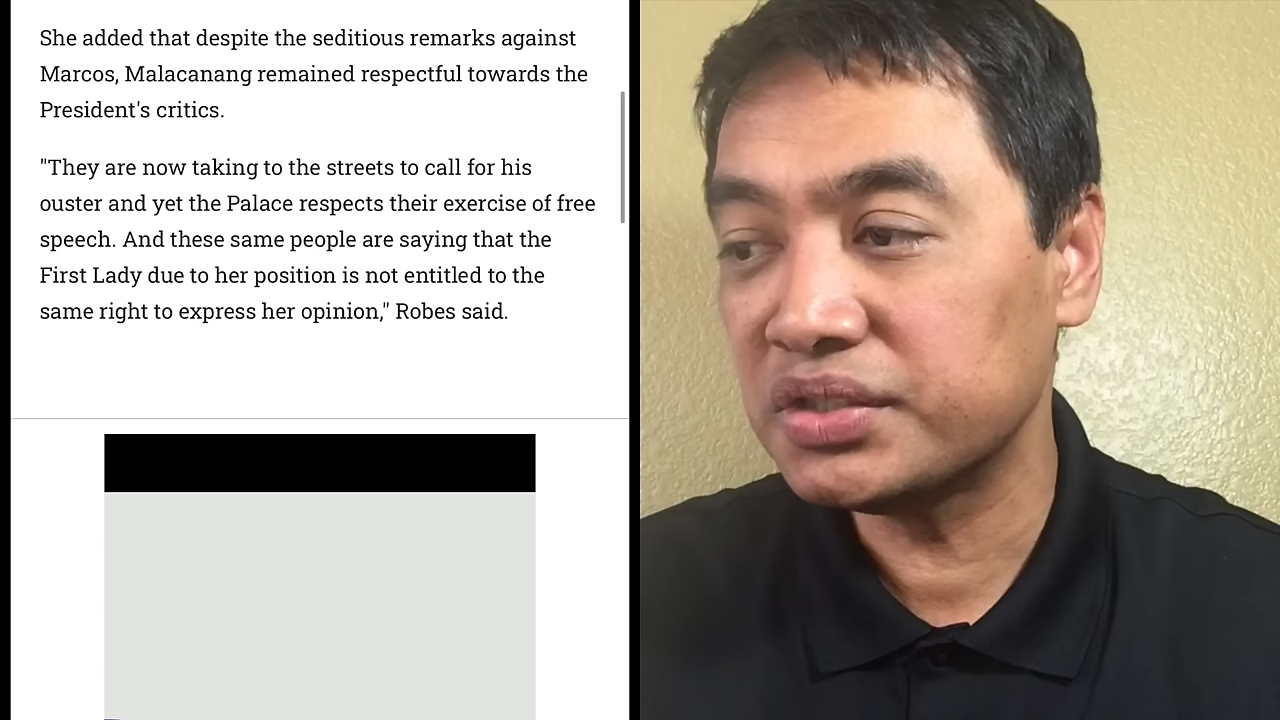 She added that despite the seditious remarks against
Marcos, Malacanang remained respectful towards the
President's critics.
"They are now taking to the streets to call for his
ouster and yet the Palace respects their exercise of free
speech. And these same people are saying that the
First Lady due to her position is not entitled to the
same right to express her opinion," Robes said.